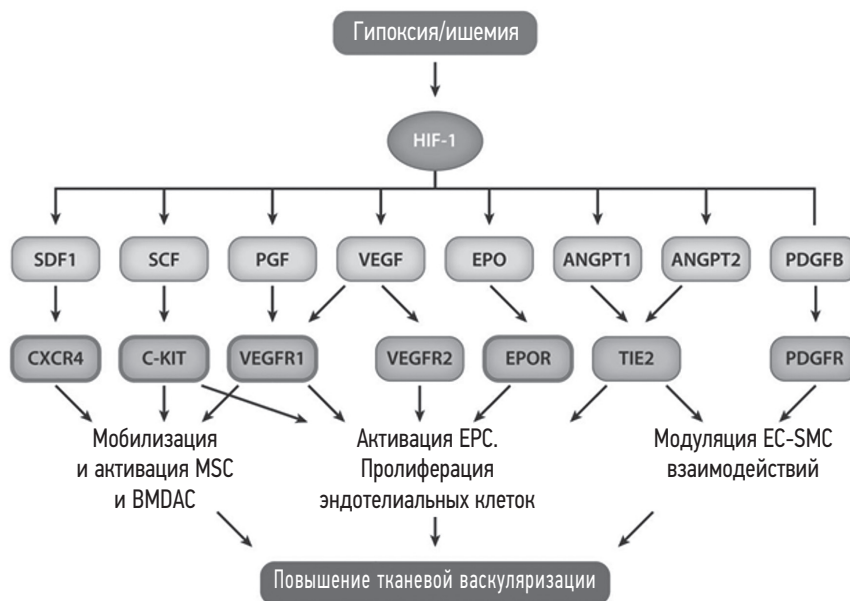 Гипоксия/ишемия
HIF-1
SDF1 SCF PGF VEGF EPO ANGPT1 ANGPT2 PDGFB
CXCR4 C-KIT VEGFR1 VEGFR2 EPOR TIE2 PDGFR
Мобилизация
и активация MSC
и BMDAC
Активация EPC.
Пролиферация
эндотелиальных клеток
Модуляция EC-SMC
взаимодействий
Повышение тканевой васкуляризации